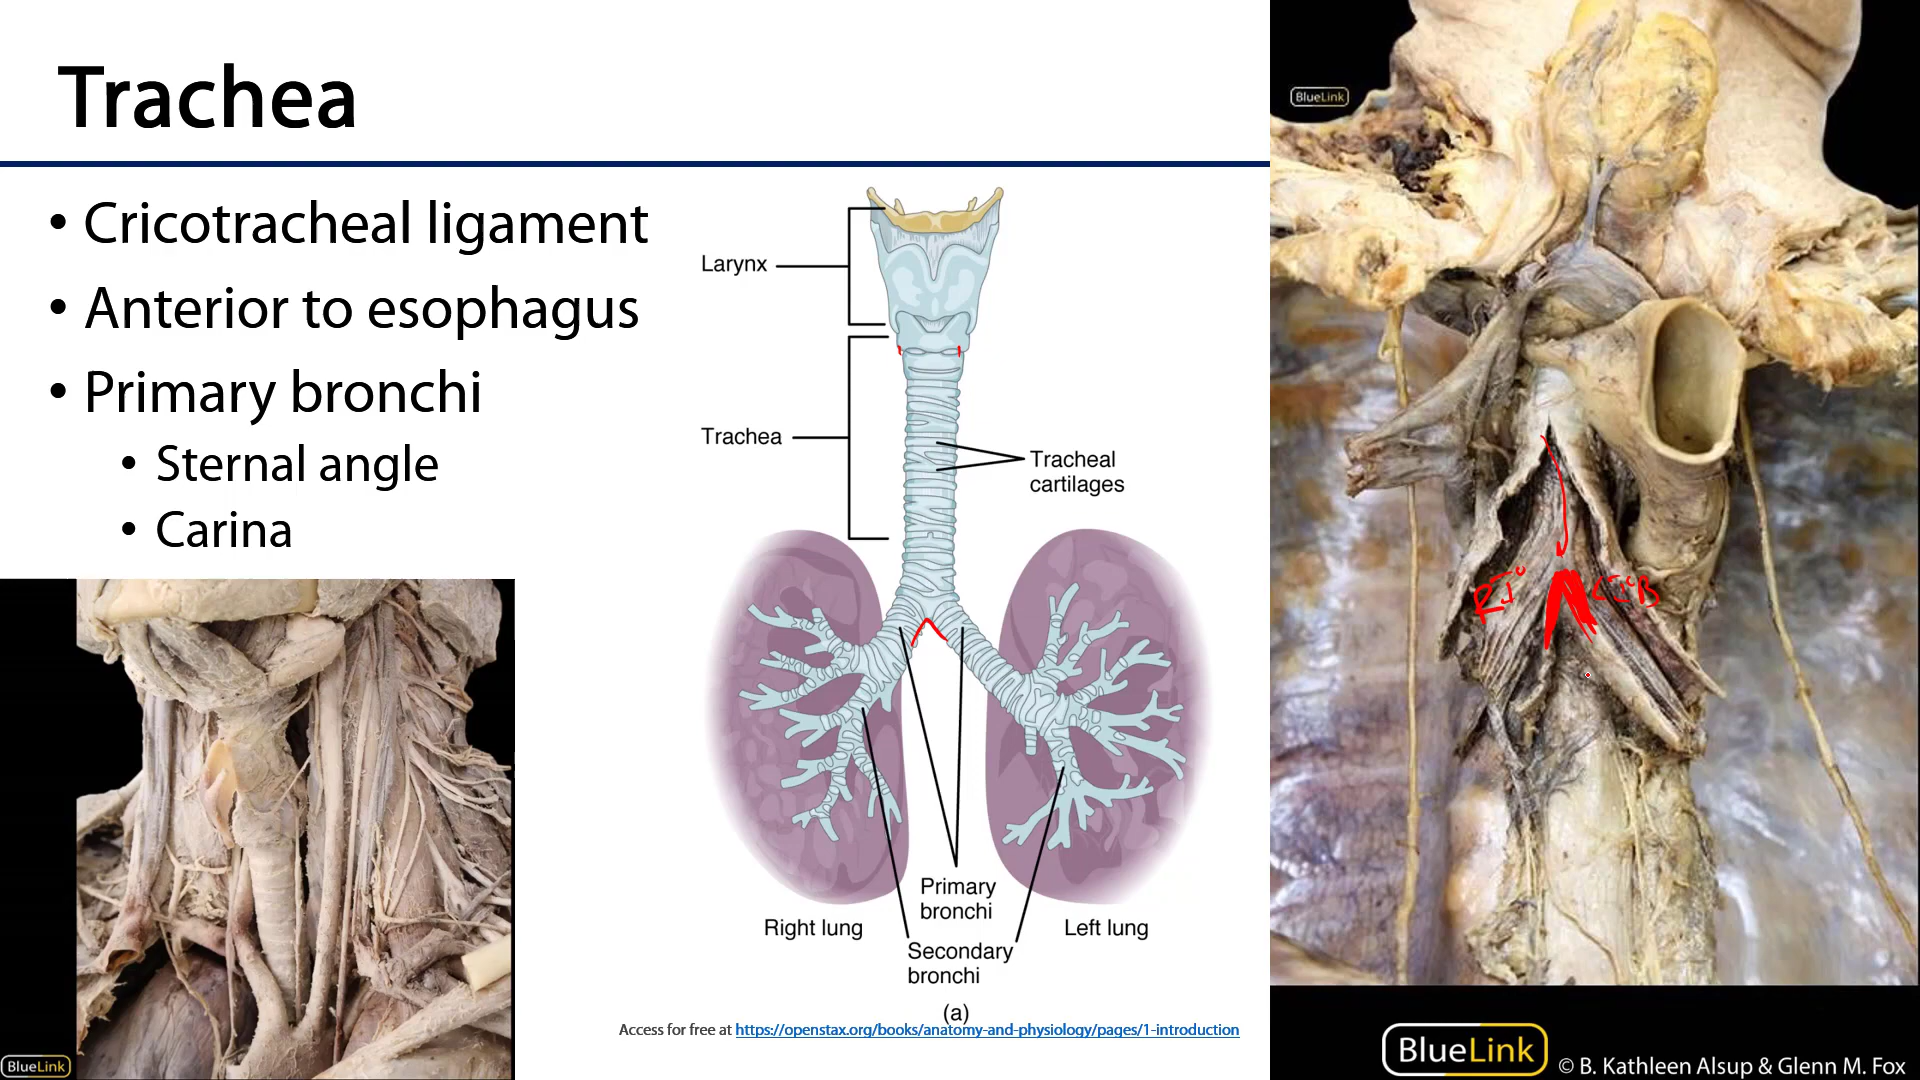 Trachea
• Cricotracheal ligament
• Anterior to esophagus
• Primary bronchi
• Sternal angle
• Carina
BlueLink
Larynx
Trachea
Tracheal
cartilages
Primary
bronchi
Right lung
Left lung
Secondary
bronchi
(a)
Access for free at https://openstax.org/books/anatomy-and-physiology/pages/1-introduction
BlueLink
R I°
L I° B
BlueLink
© B. Kathleen Alsup & Glenn M. Fox